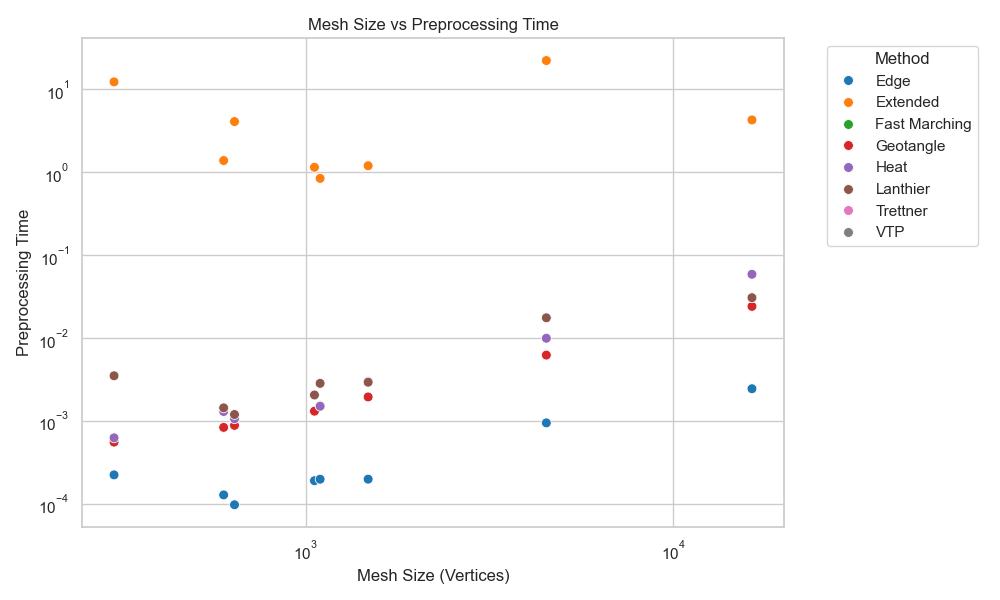 Mesh Size vs Preprocessing Time
Preprocessing Time
10^1
10^0
10^−1
10^−2
10^−3
10^−4
10^3
10^4
Mesh Size (Vertices)
Method
Edge
Extended
Fast Marching
Geotangle
Heat
Lanthier
Trettner
VTP